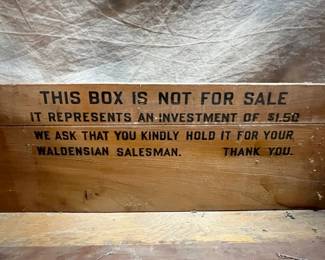 THIS BOX IS NOT FOR SALE
IT REPRESENTS AN INVESTMENT OF $1.50
WE ASK THAT YOU KINDLY HOLD IT FOR YOUR
WALDENSIAN SALESMAN. THANK YOU.